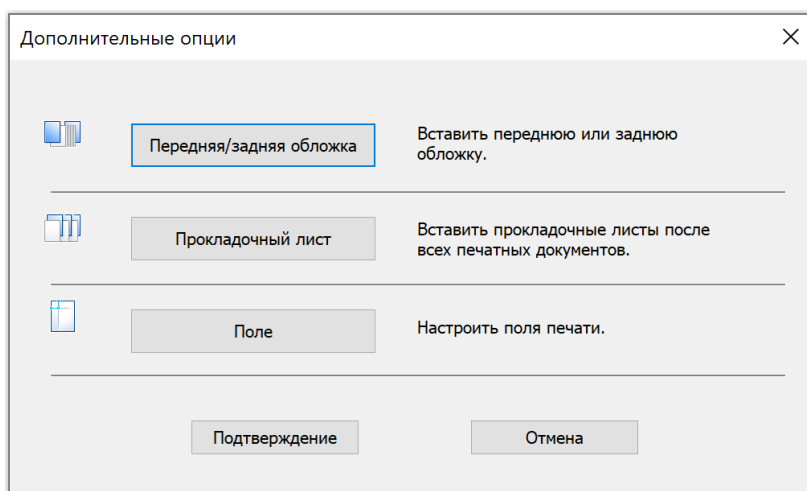 Дополнительные опции
Передняя/задняя обложка
Вставить переднюю или заднюю
обложку.
Прокладочный лист
Вставить прокладочные листы после
всех печатных документов.
Поле
Настроить поля печати.
Подтверждение
Отмена